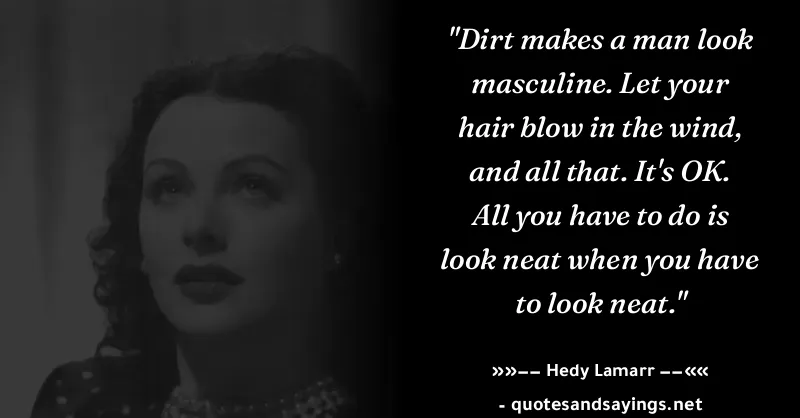 "Dirt makes a man look
masculine. Let your
hair blow in the wind,
and all that. It's OK.
All you have to do is
look neat when you have
to look neat."
»»−− Hedy Lamarr −−««
- quotesandsayings.net